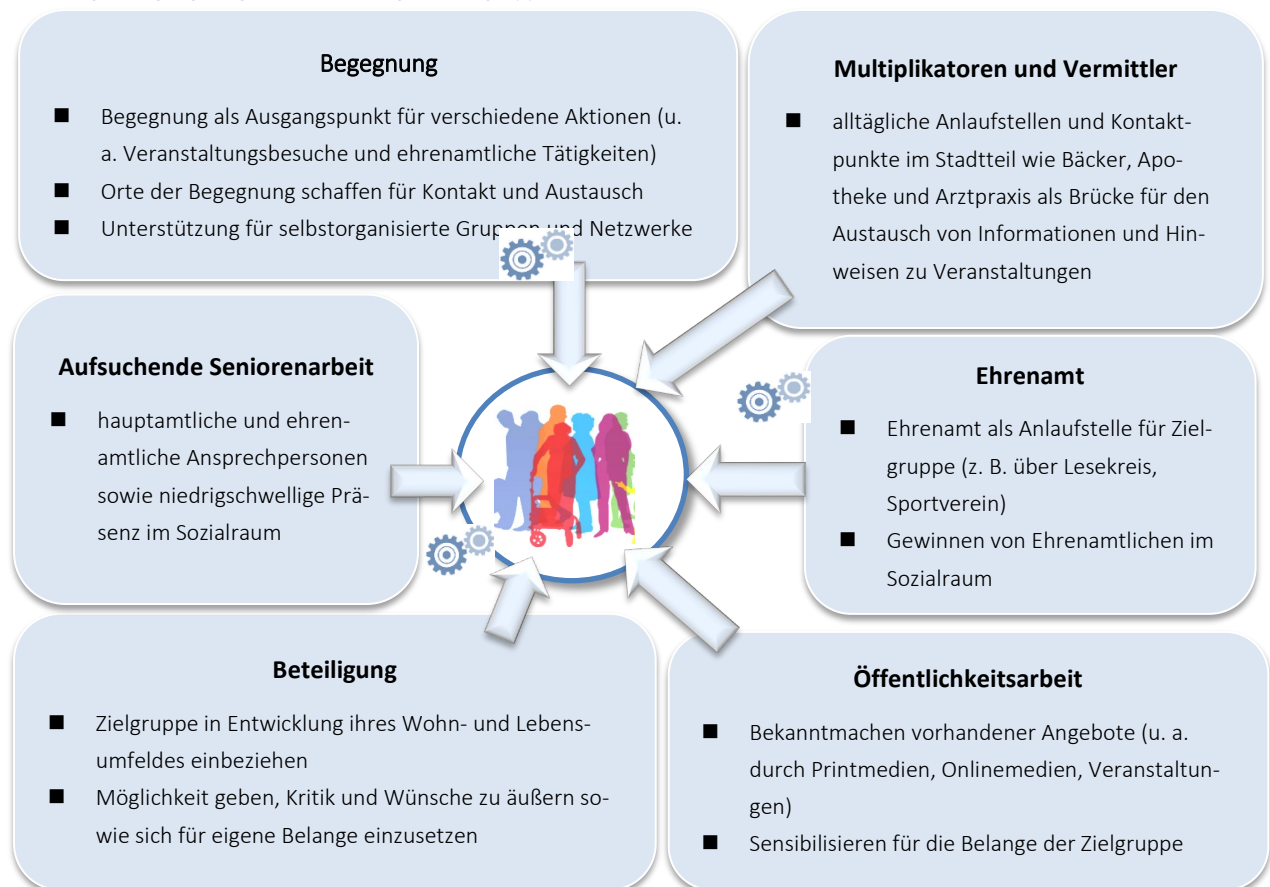 Begegnung
■ Begegnung als Ausgangspunkt für verschiedene Aktionen (u.
a. Veranstaltungsbesuche und ehrenamtliche Tätigkeiten)
■ Orte der Begegnung schaffen für Kontakt und Austausch
■ Unterstützung für selbstorganisierte Gruppen und Netzwerke
Multiplikatoren und Vermittler
■ alltägliche Anlaufstellen und Kontakt-
punkte im Stadtteil wie Bäcker, Apo-
theke und Arztpraxis als Brücke für den
Austausch von Informationen und Hin-
weisen zu Veranstaltungen
Aufsuchende Seniorenarbeit
■ hauptamtliche und ehren-
amtliche Ansprechpersonen
sowie niedrigschwellige Prä-
senz im Sozialraum
Ehrenamt
■ Ehrenamt als Anlaufstelle für Ziel-
gruppe (z. B. über Lesekreis,
Sportverein)
■ Gewinnen von Ehrenamtlichen im
Sozialraum
Beteiligung
■ Zielgruppe in Entwicklung ihres Wohn- und Lebens-
umfeldes einbeziehen
■ Möglichkeit geben, Kritik und Wünsche zu äußern so-
wie sich für eigene Belange einzusetzen
Öffentlichkeitsarbeit
■ Bekanntmachen vorhandener Angebote (u. a.
durch Printmedien, Onlinemedien, Veranstaltun-
gen)
■ Sensibilisieren für die Belange der Zielgruppe